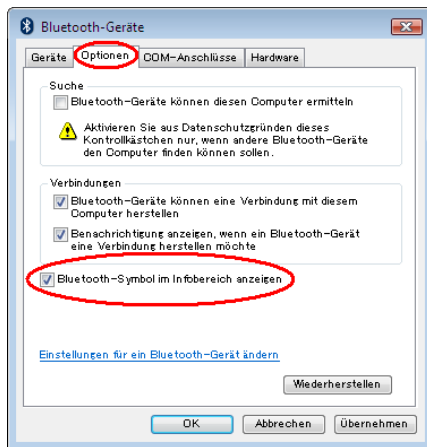 Bluetooth-Geräte
Geräte Optionen COM-Anschlüsse Hardware
Suche
Bluetooth-Geräte können diesen Computer ermitteln
Aktivieren Sie aus Datenschutzgründen dieses
Kontrollkästchen nur, wenn andere Bluetooth-Geräte
den Computer finden können sollen.
Verbindungen
Bluetooth-Geräte können eine Verbindung mit diesem
Computer herstellen
Benachrichtigung anzeigen, wenn ein Bluetooth-Gerät
eine Verbindung herstellen möchte
Bluetooth-Symbol im Infobereich anzeigen
Einstellungen für ein Bluetooth-Gerät ändern
Wiederherstellen
OK Abbrechen Übernehmen